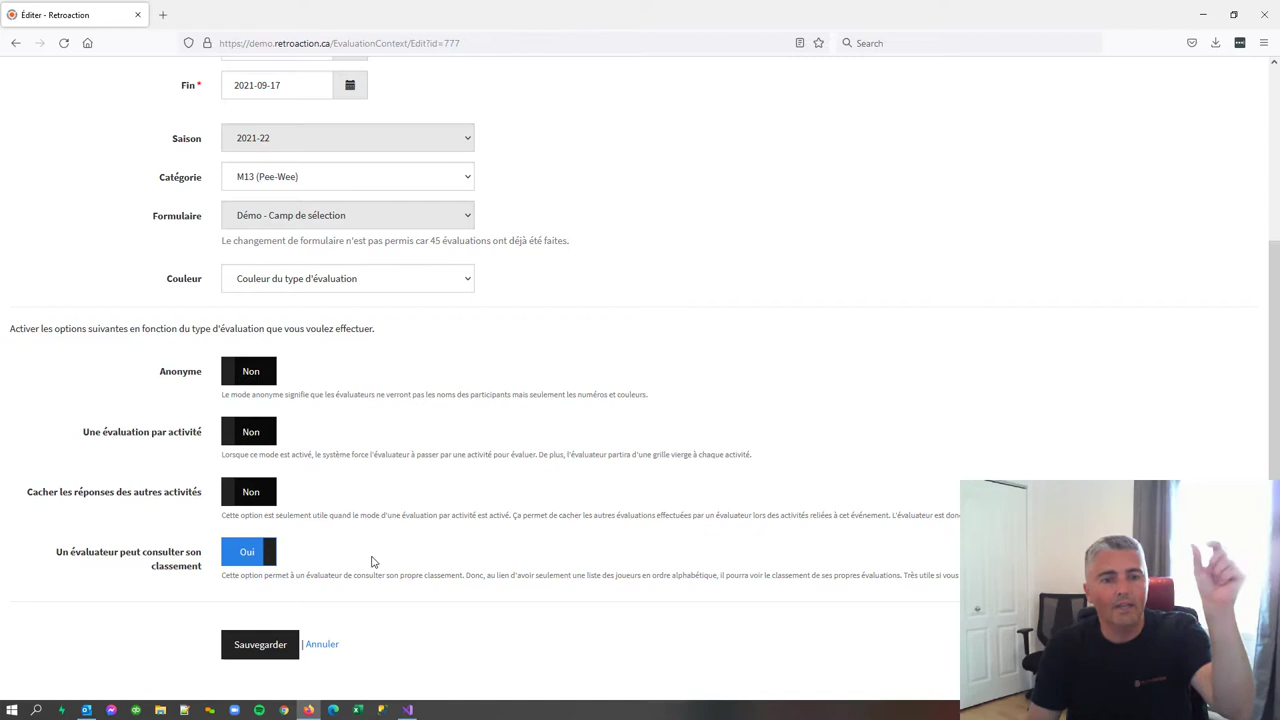 Éditer - Retroaction
https://demo.retroaction.ca/EvaluationContext/Edit?id=777
Search
Fin *
2021-09-17
Saison
2021-22
Catégorie
M13 (Pee-Wee)
Formulaire
Démo - Camp de sélection
Le changement de formulaire n'est pas permis car 45 évaluations ont déjà été faites.
Couleur
Couleur du type d'évaluation
Activer les options suivantes en fonction du type d'évaluation que vous voulez effectuer.
Anonyme
Non
Le mode anonyme signifie que les évaluateurs ne verront pas les noms des participants mais seulement les numéros et couleurs.
Une évaluation par activité
Non
Lorsque ce mode est activé, le système force l'évaluateur à passer par une activité pour évaluer. De plus, l'évaluateur partira d'une grille vierge à chaque activité.
Cacher les réponses des autres activités
Non
Cette option est seulement utile quand le mode d'une évaluation par activité est activé. Ça permet de cacher les autres évaluations effectuées par un évaluateur lors des activités reliées à cet événement. L'évaluateur est
Un évaluateur peut consulter son
classement
Oui
Cette option permet à un évaluateur de consulter son propre classement. Donc, au lieu d'avoir seulement une liste des joueurs en ordre alphabétique, il pourra voir le classement de ses propres évaluations. Très utile si vous
Sauvegarder | Annuler